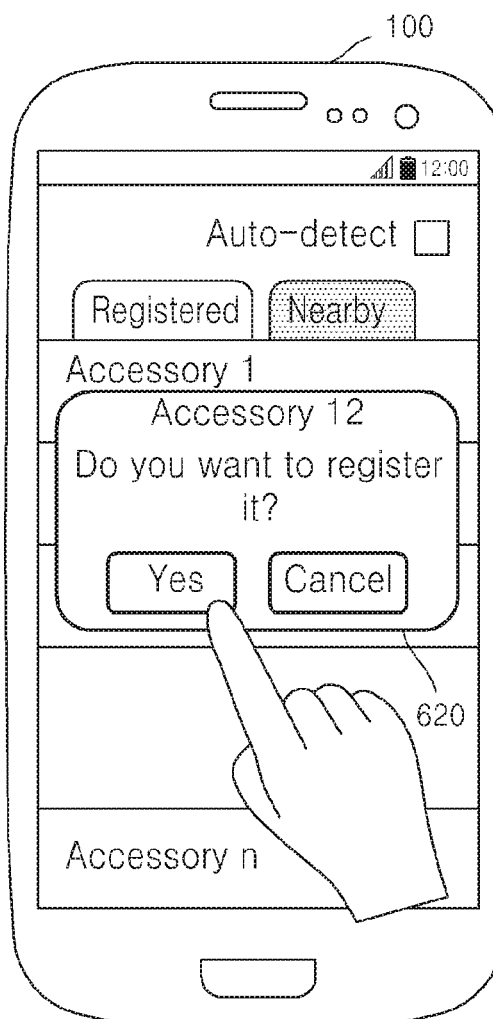 100
12:00
Auto-detect
Registered Nearby
Accessory 1
Accessory 12
Do you want to register
it?
Yes Cancel
620
Accessory n